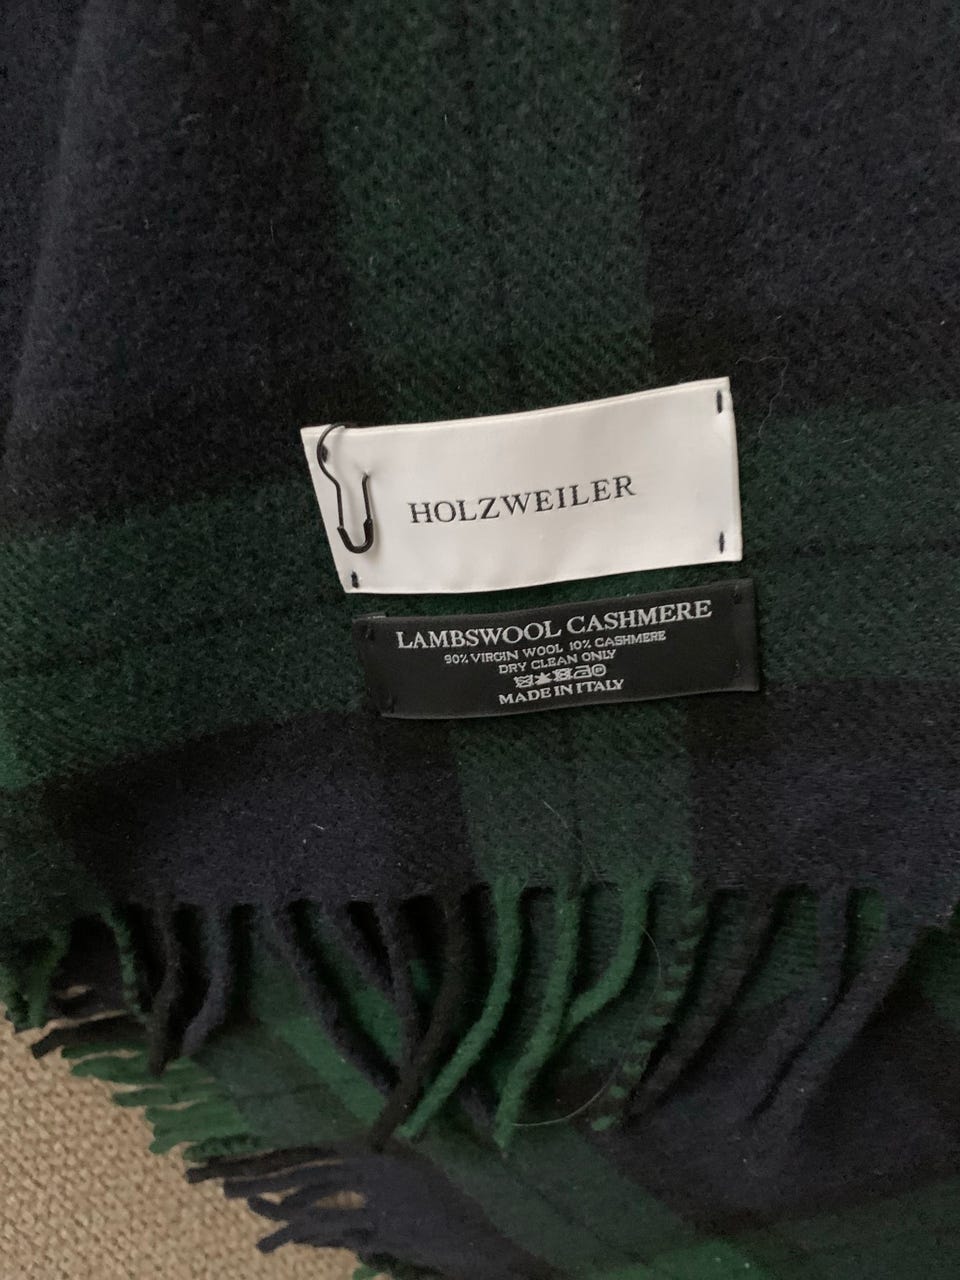 HOLZWEILER
LAMBSWOOL CASHMERE
90% VIRGIN WOOL 10% CASHMERE
DRY CLEAN ONLY
MADE IN ITALY